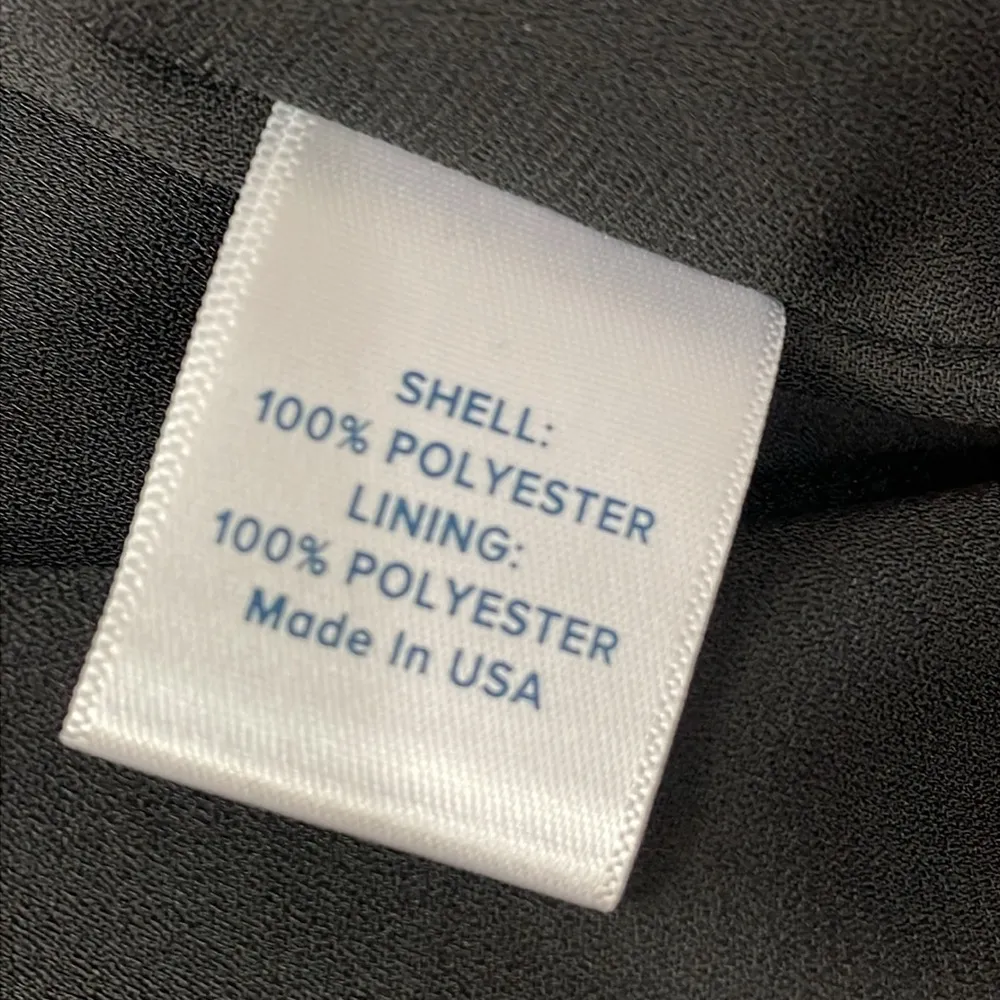 SHELL:
100% POLYESTER
LINING:
100% POLYESTER
Made In USA